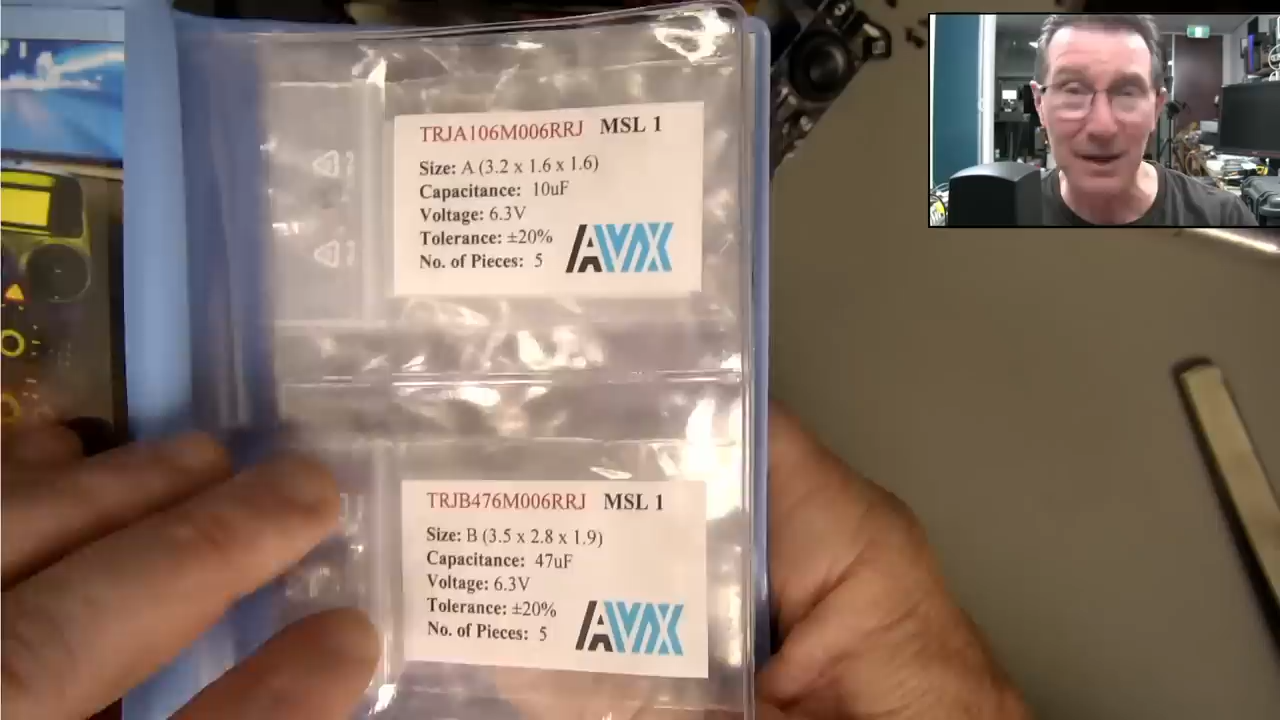 TRJA106M006RRJ MSL 1
Size: A (3.2 x 1.6 x 1.6)
Capacitance: 10uF
Voltage: 6.3V
Tolerance: ±20%
No. of Pieces: 5
AVX
TRJB476M006RRJ MSL 1
Size: B (3.5 x 2.8 x 1.9)
Capacitance: 47uF
Voltage: 6.3V
Tolerance: ±20%
No. of Pieces: 5
AVX